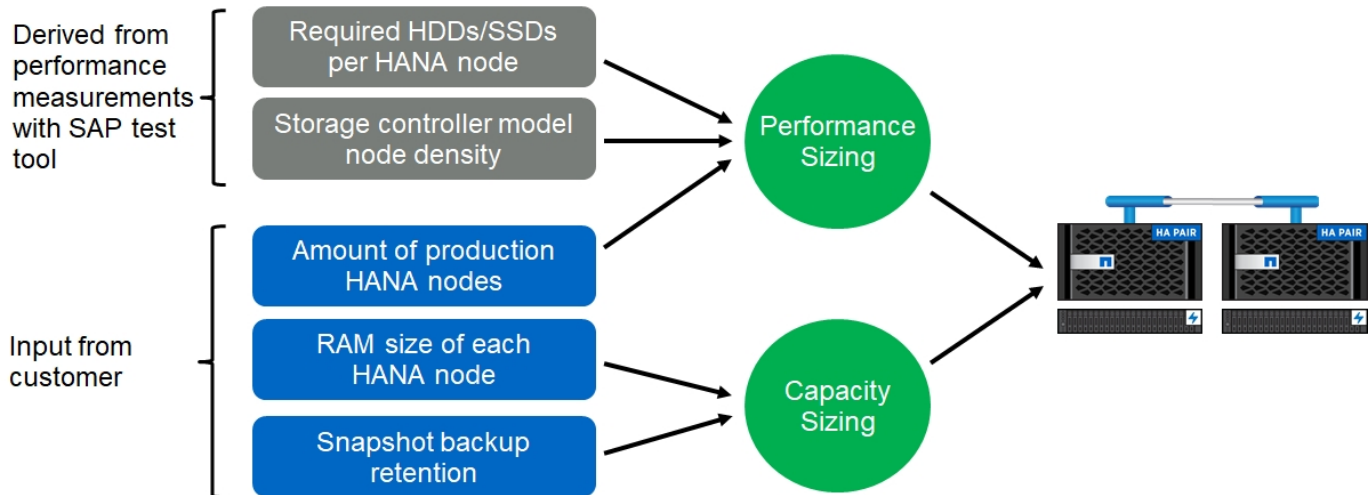 Derived from
performance
measurements
with SAP test
tool
Required HDDs/SSDs
per HANA node
Storage controller model
node density
Performance
Sizing
Input from
customer
Amount of production
HANA nodes
RAM size of each
HANA node
Snapshot backup
retention
Capacity
Sizing
HA PAIR
HA PAIR